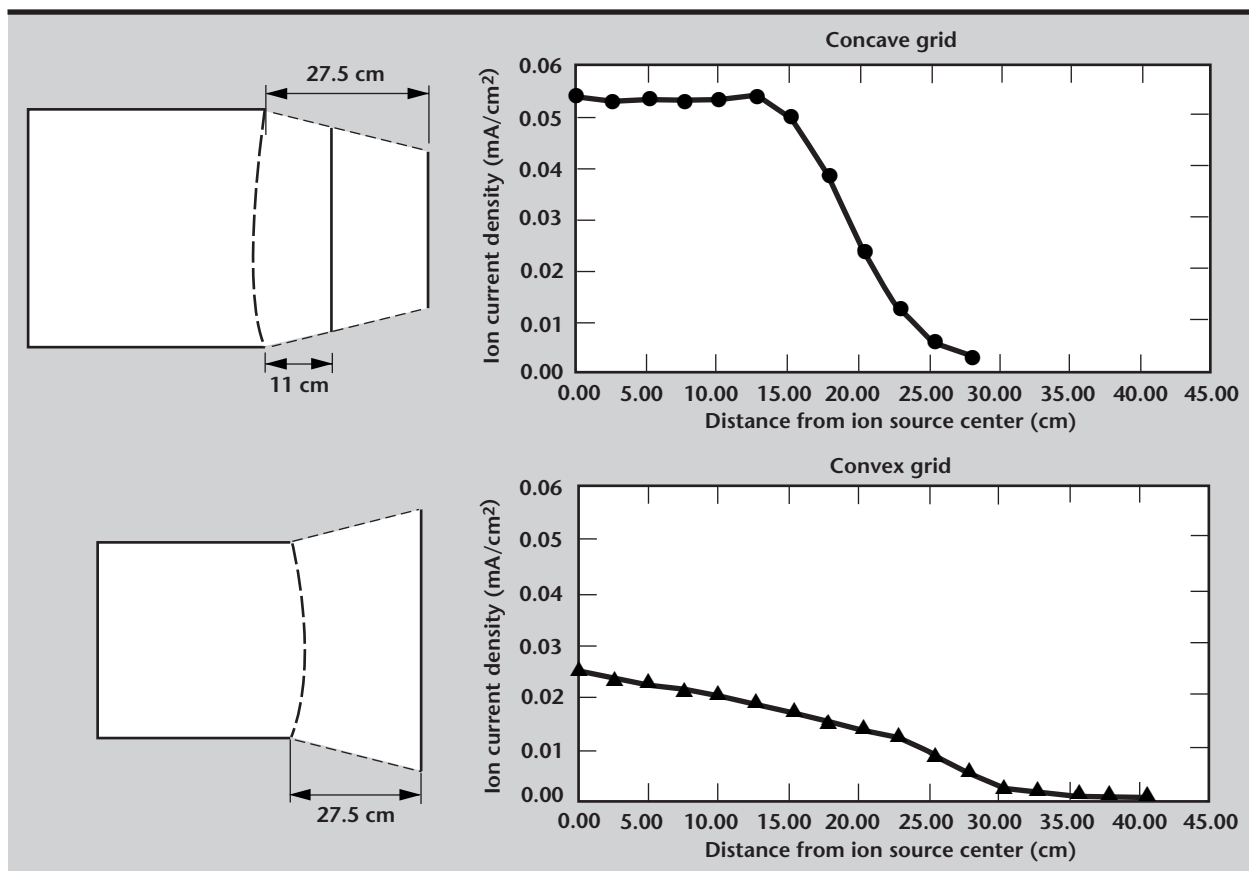 27.5 cm
11 cm
Concave grid
Ion current density (mA/cm²)
0.06
0.05
0.04
0.03
0.02
0.01
0.00
0.00 5.00 10.00 15.00 20.00 25.00 30.00 35.00 40.00 45.00
Distance from ion source center (cm)
27.5 cm
Convex grid
Ion current density (mA/cm²)
0.06
0.05
0.04
0.03
0.02
0.01
0.00
0.00 5.00 10.00 15.00 20.00 25.00 30.00 35.00 40.00 45.00
Distance from ion source center (cm)